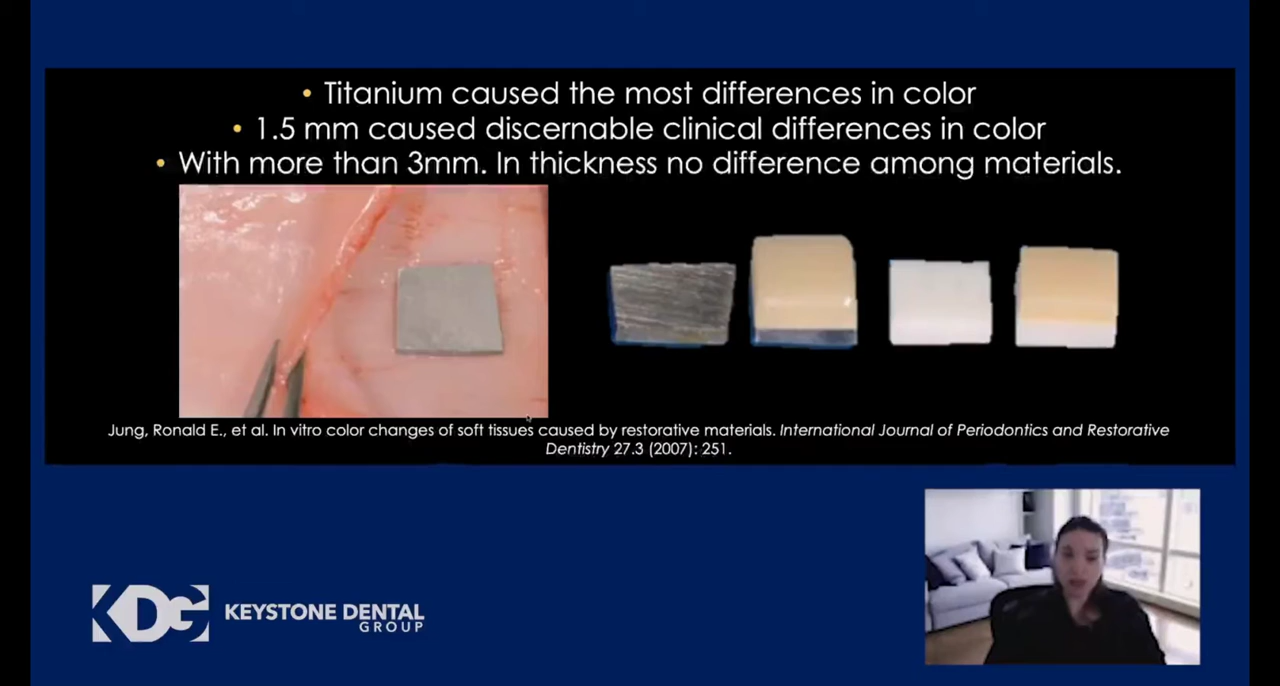 • Titanium caused the most differences in color
• 1.5 mm caused discernable clinical differences in color
• With more than 3mm. In thickness no difference among materials.
Jung, Ronald E., et al. In vitro color changes of soft tissues caused by restorative materials. International Journal of Periodontics and Restorative
Dentistry 27.3 (2007): 251.
KDG KEYSTONE DENTAL
GROUP